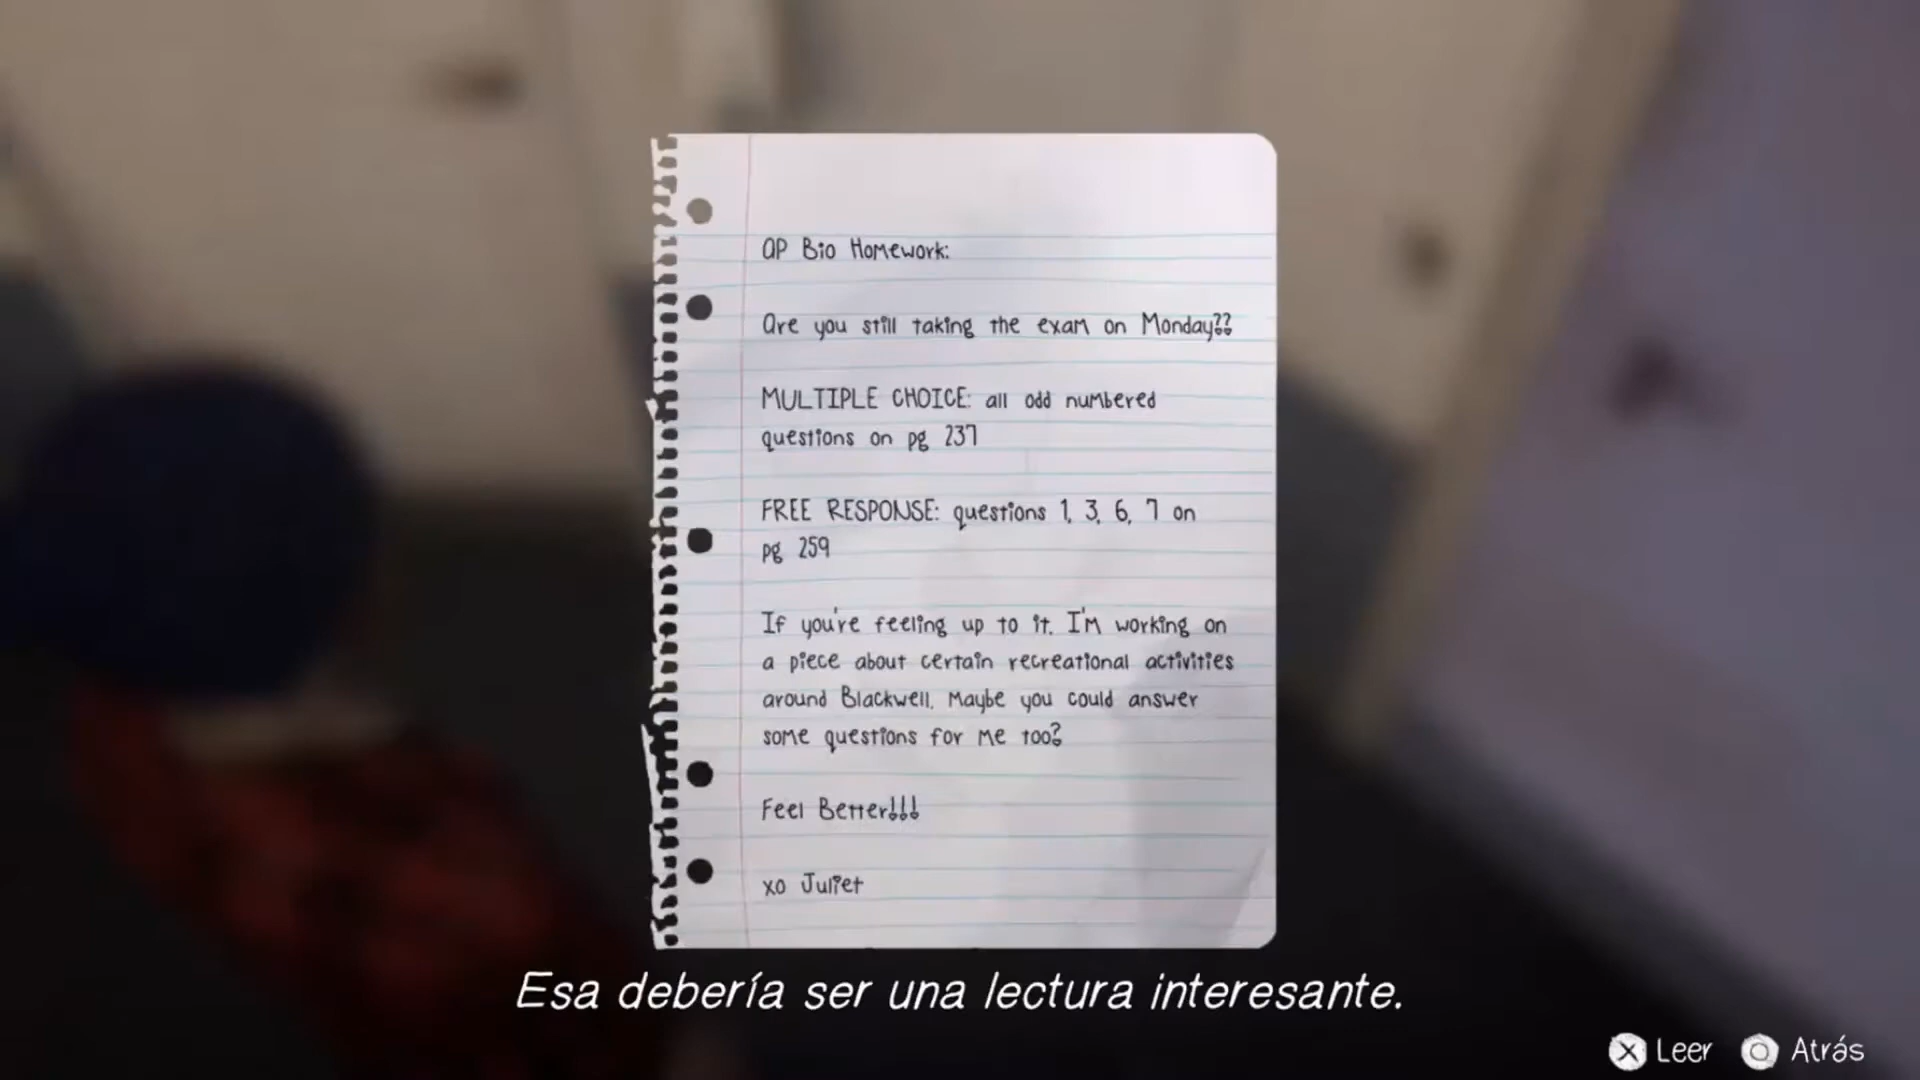 AP Bio Homework:
Are you still taking the exam on Monday??
MULTIPLE CHOICE: all odd numbered
questions on pg 237
FREE RESPONSE: questions 1, 3, 6, 7 on
pg 259
If you're feeling up to it, I'm working on
a piece about certain recreational activities
around Blackwell. Maybe you could answer
some questions for me too?
Feel Better!!!
xo Juliet
Esa debería ser una lectura interesante.
Leer Atrás